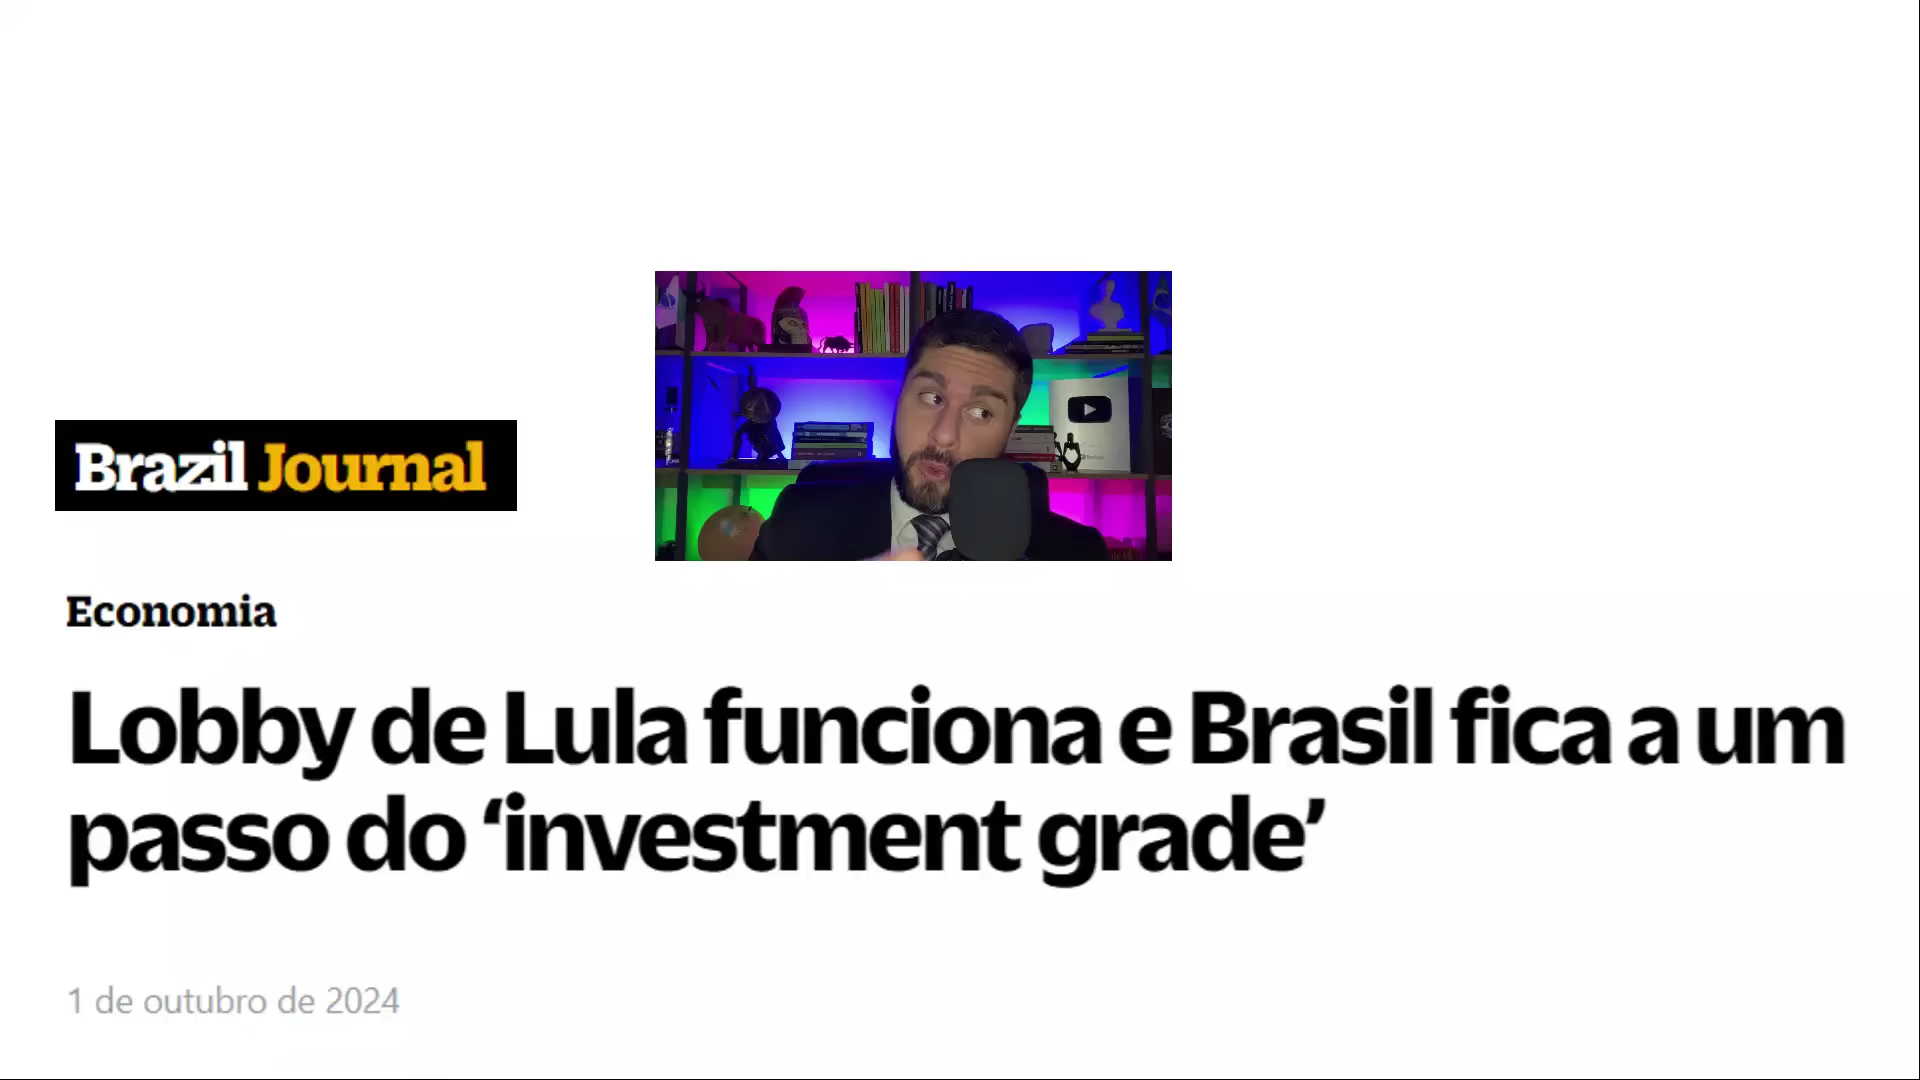 Brazil Journal
Economia
Lobby de Lula funciona e Brasil fica a um
passo do ‘investment grade’
1 de outubro de 2024